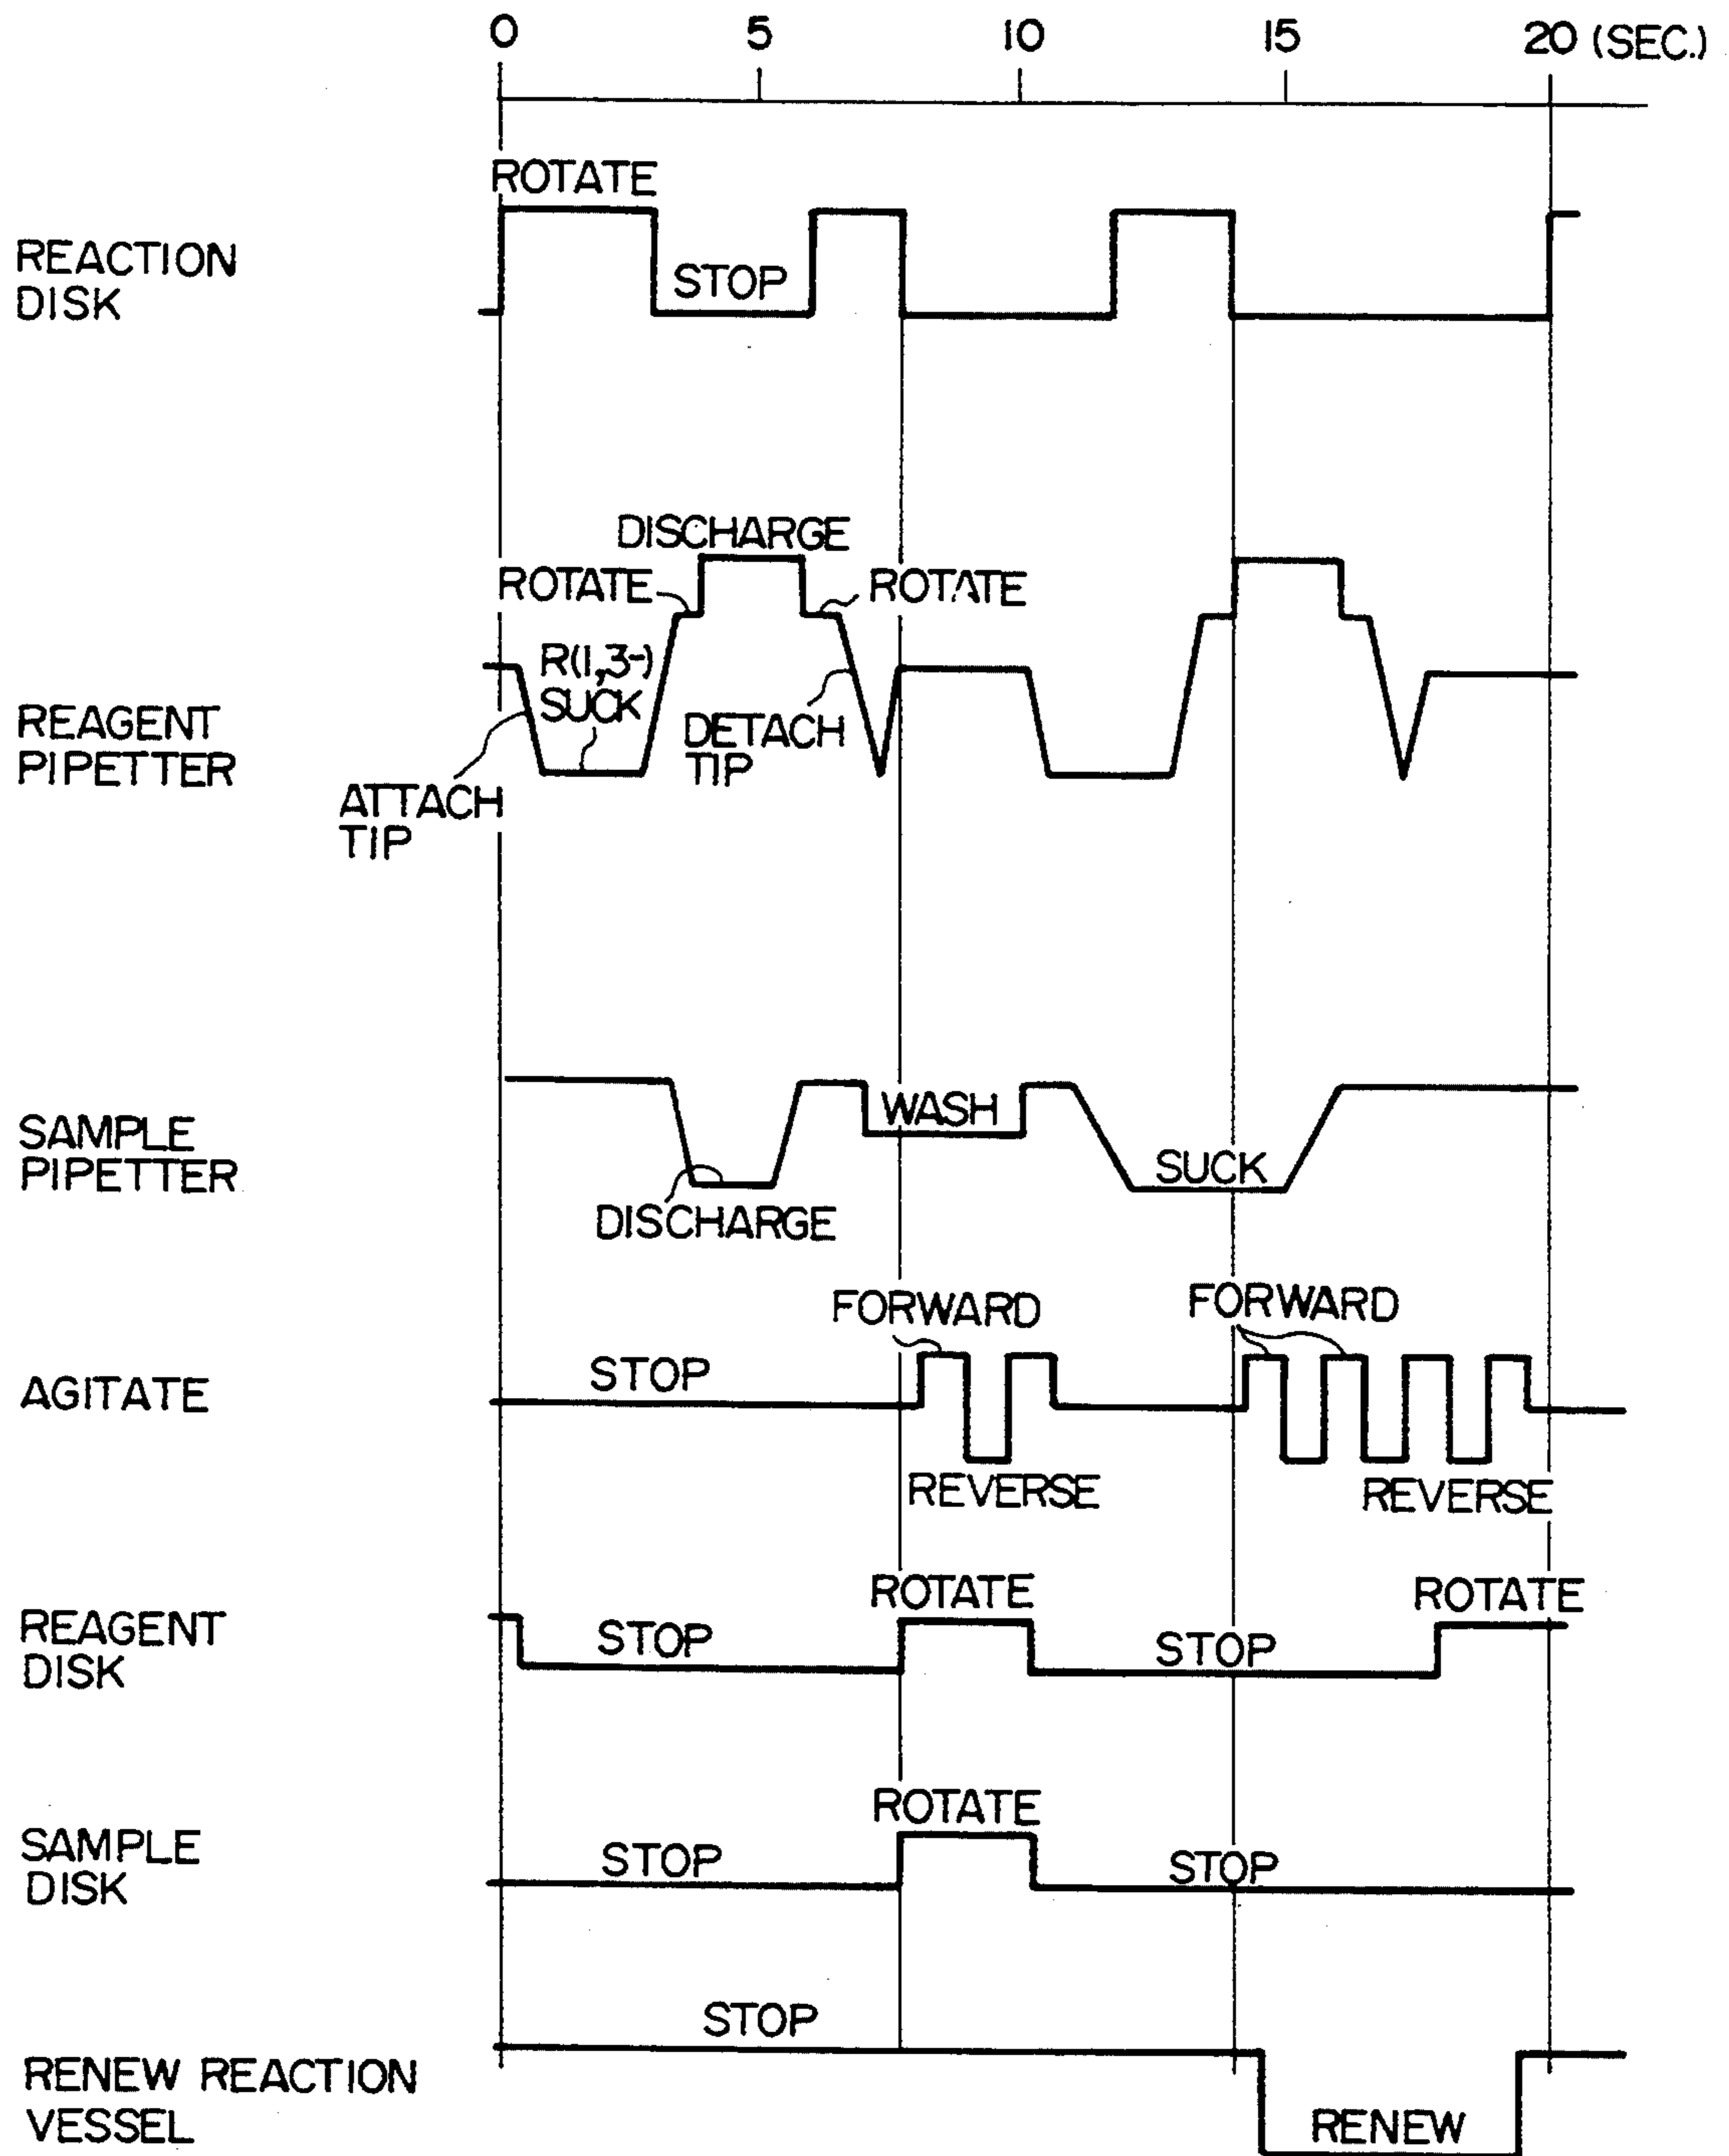 0 5 10 15 20 (SEC.)
ROTATE
REACTION
DISK
STOP
DISCHARGE
ROTATE
ROTATE
R(1,3-)
SUCK
REAGENT
PIPETTER
DETACH
TIP
ATTACH
TIP
SAMPLE
PIPETTER
WASH
SUCK
DISCHARGE
FORWARD
FORWARD
AGITATE
STOP
REVERSE
REVERSE
ROTATE
ROTATE
REAGENT
DISK
STOP
STOP
ROTATE
SAMPLE
DISK
STOP
STOP
STOP
RENEW REACTION
VESSEL
RENEW